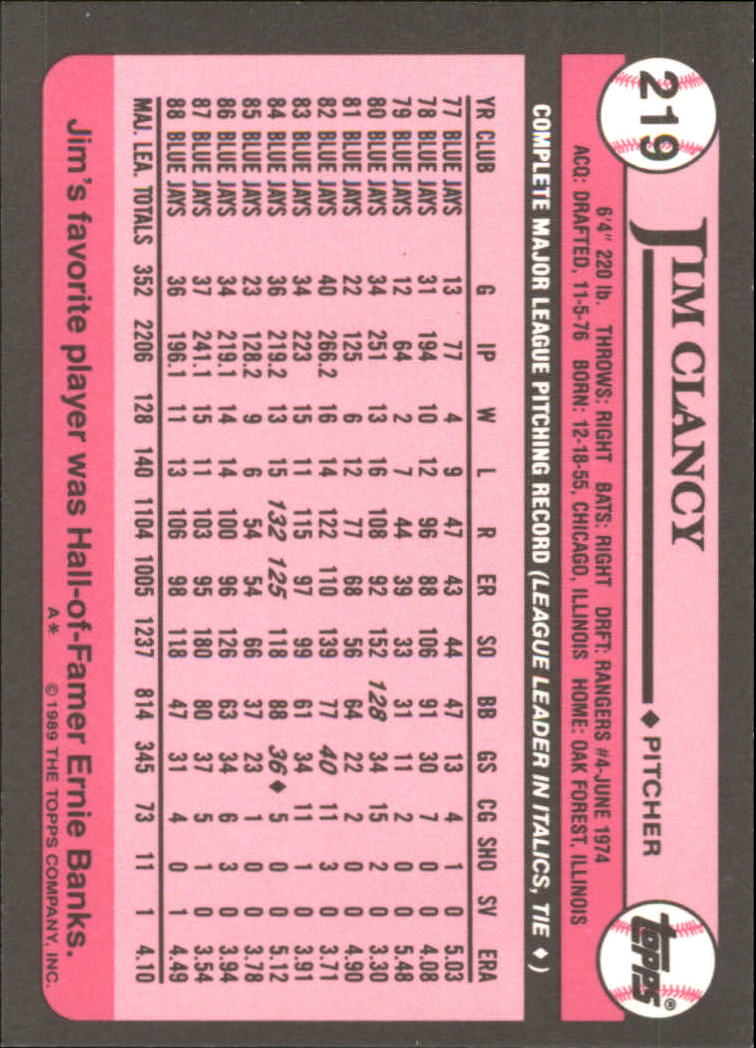 219
JIM CLANCY ♦ PITCHER
topps®
6'4" 220 lb. THROWS: RIGHT BATS: RIGHT DRFT: RANGERS #4-JUNE 1974
ACQ: DRAFTED, 11-5-76 BORN: 12-18-55, CHICAGO, ILLINOIS HOME: OAK FOREST, ILLINOIS
COMPLETE MAJOR LEAGUE PITCHING RECORD (LEAGUE LEADER IN ITALICS, TIE ♦)
YR CLUB G IP W L R ER SO BB GS CG SHO SV ERA
77 BLUE JAYS 13 77 4 9 47 43 44 47 13 4 1 0 5.03
78 BLUE JAYS 31 194 10 12 96 88 106 91 30 7 0 0 4.08
79 BLUE JAYS 12 64 2 7 44 39 33 31 11 2 0 0 5.48
80 BLUE JAYS 34 251 13 16 108 92 152 128 34 15 2 0 3.30
81 BLUE JAYS 22 125 6 12 77 68 56 64 22 2 0 0 4.90
82 BLUE JAYS 40 266.2 16 14 122 110 139 77 40 11 3 0 3.71
83 BLUE JAYS 34 223 15 11 115 97 99 61 34 11 1 0 3.91
84 BLUE JAYS 36 219.2 13 15 132 125 118 88 36♦ 5 0 0 5.12
85 BLUE JAYS 23 128.2 9 6 54 54 66 37 23 1 0 0 3.78
86 BLUE JAYS 34 219.1 14 14 100 96 126 63 34 6 3 0 3.94
87 BLUE JAYS 37 241.1 15 11 103 95 180 80 37 5 1 0 3.54
88 BLUE JAYS 36 196.1 11 13 106 98 118 47 31 4 0 1 4.49
MAJ. LEA. TOTALS 352 2206 128 140 1104 1005 1237 814 345 73 11 1 4.10
Jim's favorite player was Hall-of-Famer Ernie Banks.
A* © 1989 THE TOPPS COMPANY, INC.